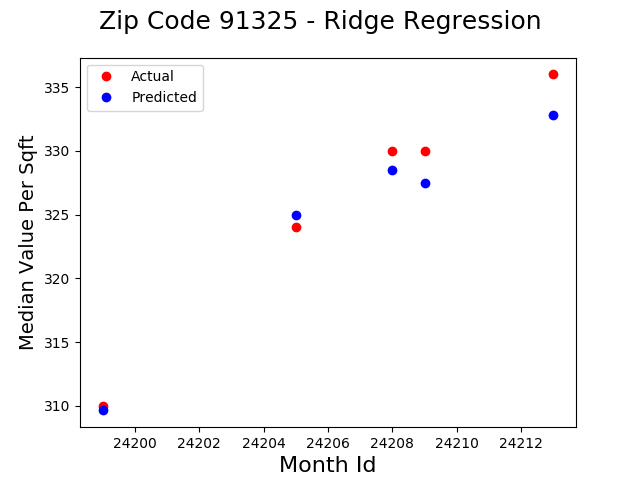 Zip Code 91325 - Ridge Regression
Actual
Predicted
Median Value Per Sqft
335
330
325
320
315
310
24200 24202 24204 24206 24208 24210 24212
Month Id